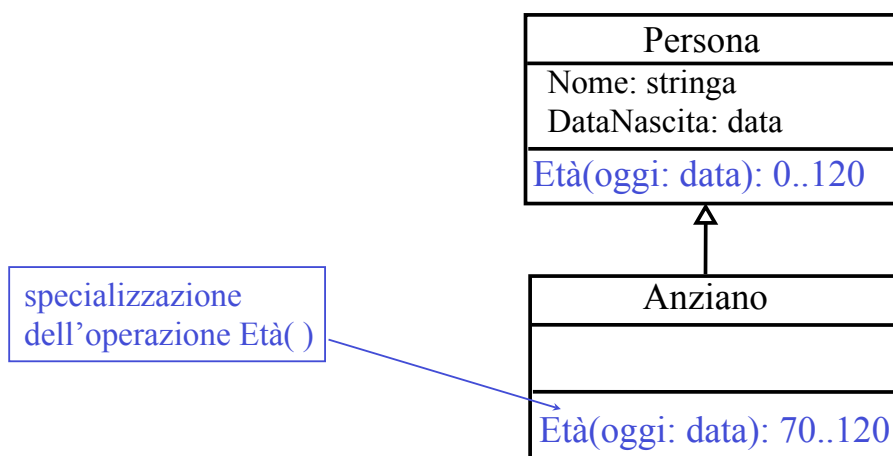 Persona
Nome: stringa
DataNascita: data
Età(oggi: data): 0..120
specializzazione
dell’operazione Età( )
Anziano
Età(oggi: data): 70..120